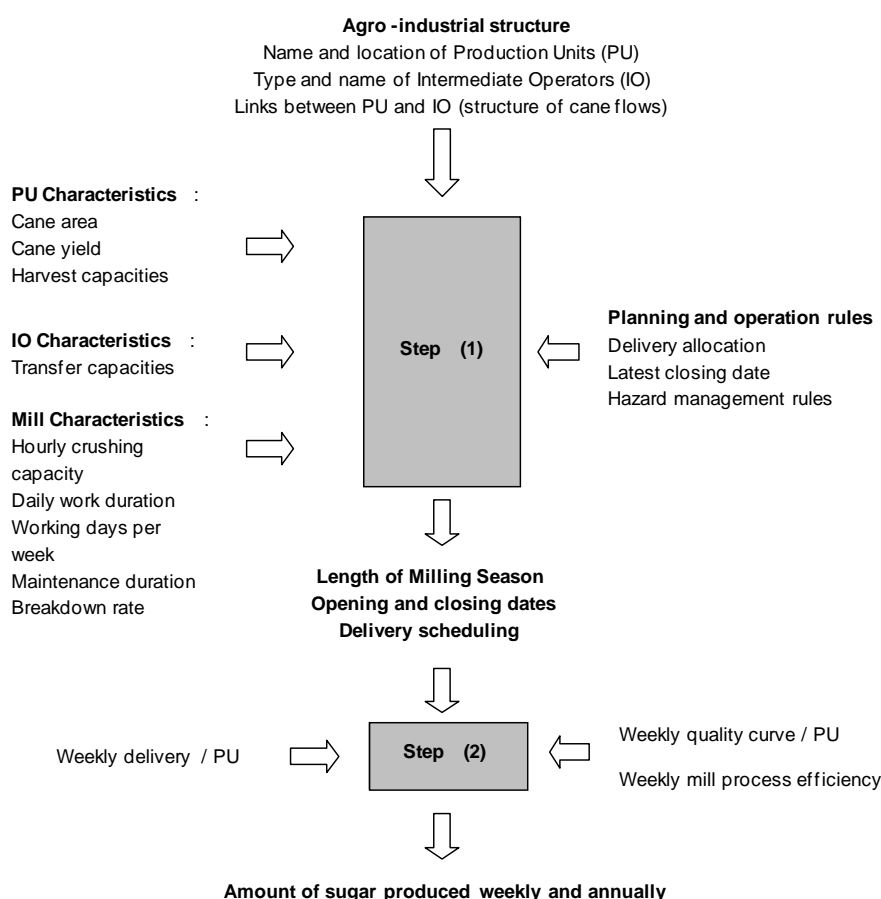 Agro -industrial structure
Name and location of Production Units (PU)
Type and name of Intermediate Operators (IO)
Links between PU and IO (structure of cane flows)
PU Characteristics :
Cane area
Cane yield
Harvest capacities
IO Characteristics :
Transfer capacities
Mill Characteristics :
Hourly crushing
capacity
Daily work duration
Working days per
week
Maintenance duration
Breakdown rate
Step (1)
Planning and operation rules
Delivery allocation
Latest closing date
Hazard management rules
Length of Milling Season
Opening and closing dates
Delivery scheduling
Weekly delivery / PU
Step (2)
Weekly quality curve / PU
Weekly mill process efficiency
Amount of sugar produced weekly and annually